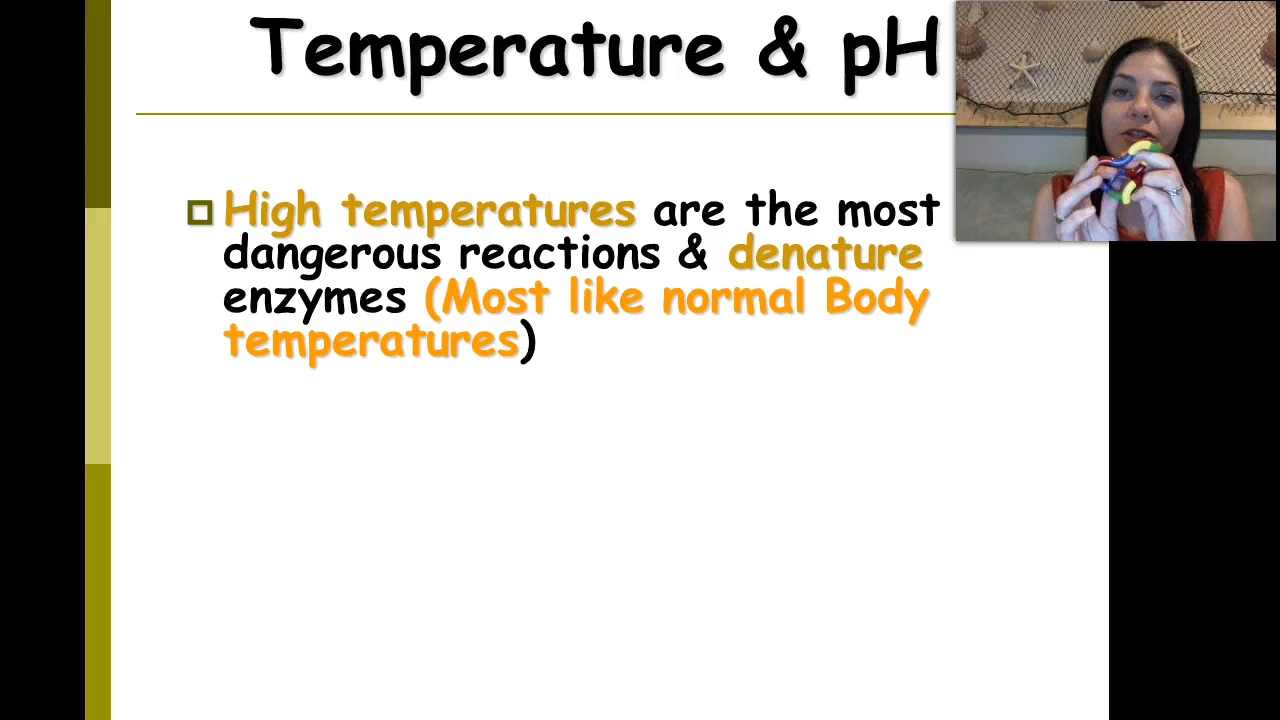 Temperature & pH
High temperatures are the most
dangerous reactions & denature
enzymes (Most like normal Body
temperatures)